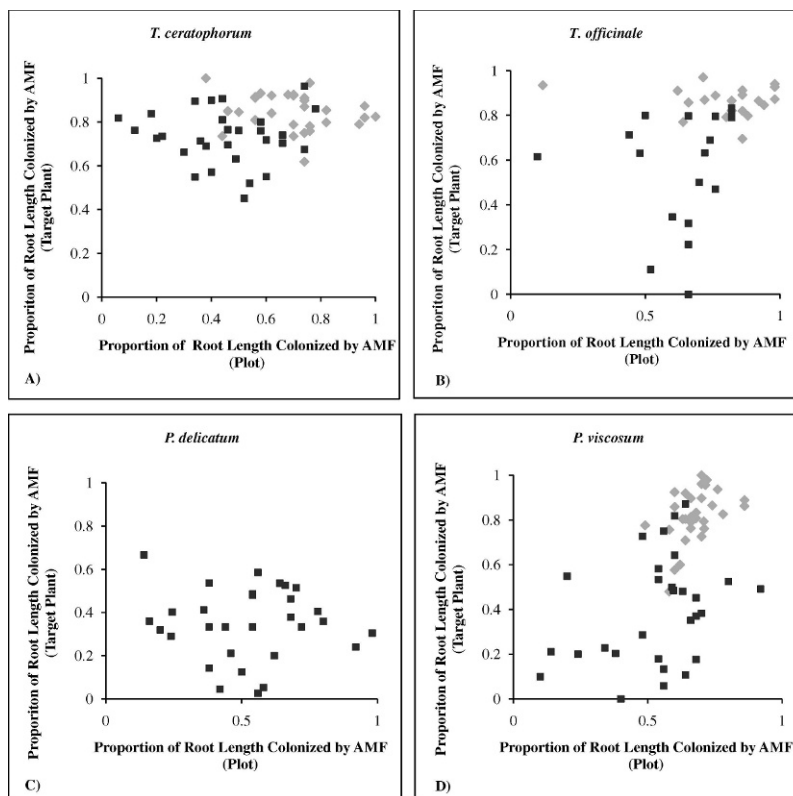 T. ceratophorum
Proporiton of Root Length Colonized by AMF
(Target Plant)
1
0.8
0.6
0.4
0.2
0
0 0.2 0.4 0.6 0.8 1
Proportion of Root Length Colonized by AMF
(Plot)
A)
T. officinale
Proporiton of Root Length Colonized by AMF
(Target Plant)
1
0.8
0.6
0.4
0.2
0
0 0.5 1
Proportion of Root Length Colonized by AMF
(Plot)
B)
P. delicatum
Proporiton of Root Length Colonized by AMF
(Target Plant)
1
0.8
0.6
0.4
0.2
0
0 0.5 1
Proportion of Root Length Colonized by AMF
(Plot)
C)
P. viscosum
Proporiton of Root Length Colonized by AMF
(Target Plant)
1
0.8
0.6
0.4
0.2
0
0 0.5 1
Proportion of Root Length Colonized by AMF
(Plot)
D)